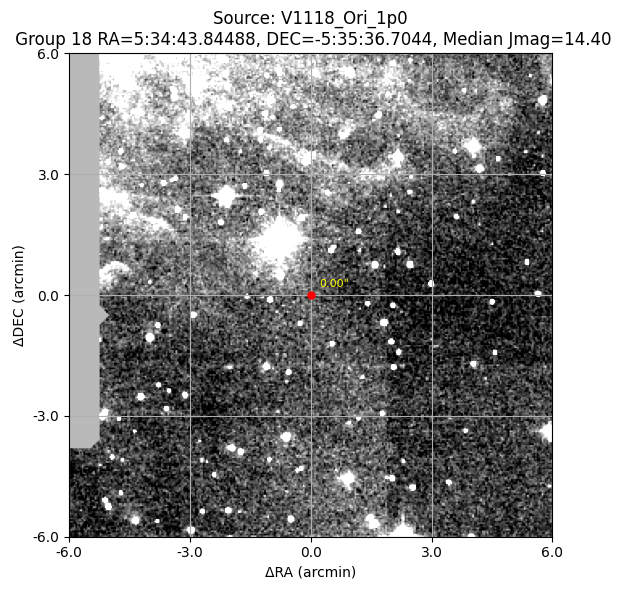 Source: V1118_Ori_1p0
Group 18 RA=5:34:43.84488, DEC=-5:35:36.7044, Median Jmag=14.40
6.0
3.0
0.0
-3.0
-6.0
ΔDEC (arcmin)
0.00"
-6.0 -3.0 0.0 3.0 6.0
ΔRA (arcmin)